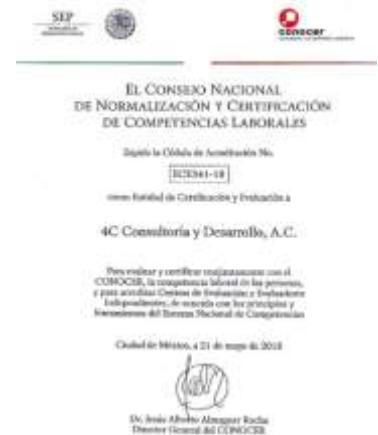 SEP
conocer
EL CONSEJO NACIONAL
DE NORMALIZACIÓN Y CERTIFICACIÓN
DE COMPETENCIAS LABORALES
Expide la Cédula de Acreditación No.
ECE361-18
como Entidad de Certificación y Evaluación a
4C Consultoría y Desarrollo, A.C.
Para evaluar y certificar conjuntamente con el
CONOCER, la competencia laboral de las personas,
y para acreditar Centros de Evaluación y Evaluadores
Independientes, de acuerdo con los principios y
lineamientos del Sistema Nacional de Competencias
Ciudad de México, a 21 de mayo de 2018
Dr. Jesús Alberto Almaguer Rocha
Director General del CONOCER